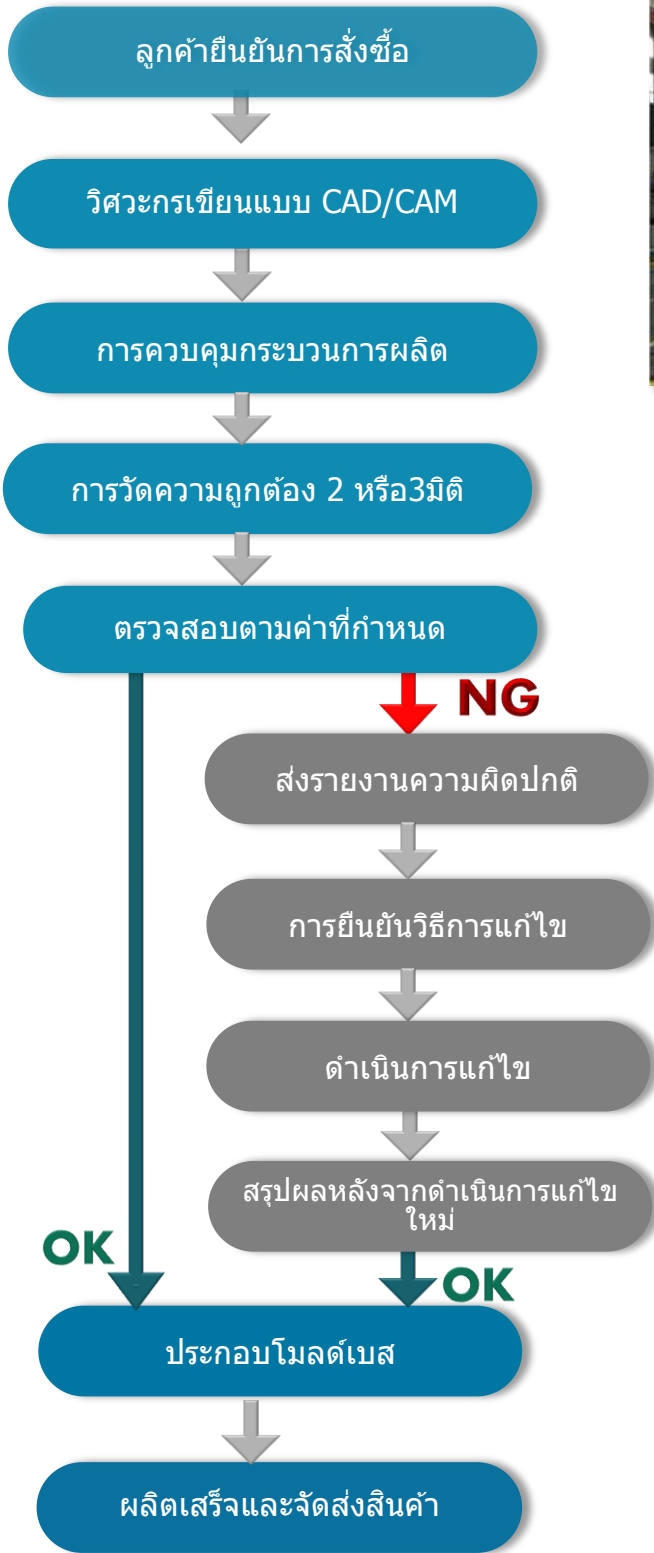 ลูกค้ายืนยันการสั่งซื้อ
วิศวะกรเขียนแบบ CAD/CAM
การควบคุมกระบวนการผลิต
การวัดความถูกต้อง 2 หรือ3มิติ
ตรวจสอบตามค่าที่กำหนด
NG
ส่งรายงานความผิดปกติ
การยืนยันวิธีการแก้ไข
ดำเนินการแก้ไข
สรุปผลหลังจากดำเนินการแก้ไข
ใหม่
OK
OK
ประกอบโมลด์เบส
ผลิตเสร็จและจัดส่งสินค้า